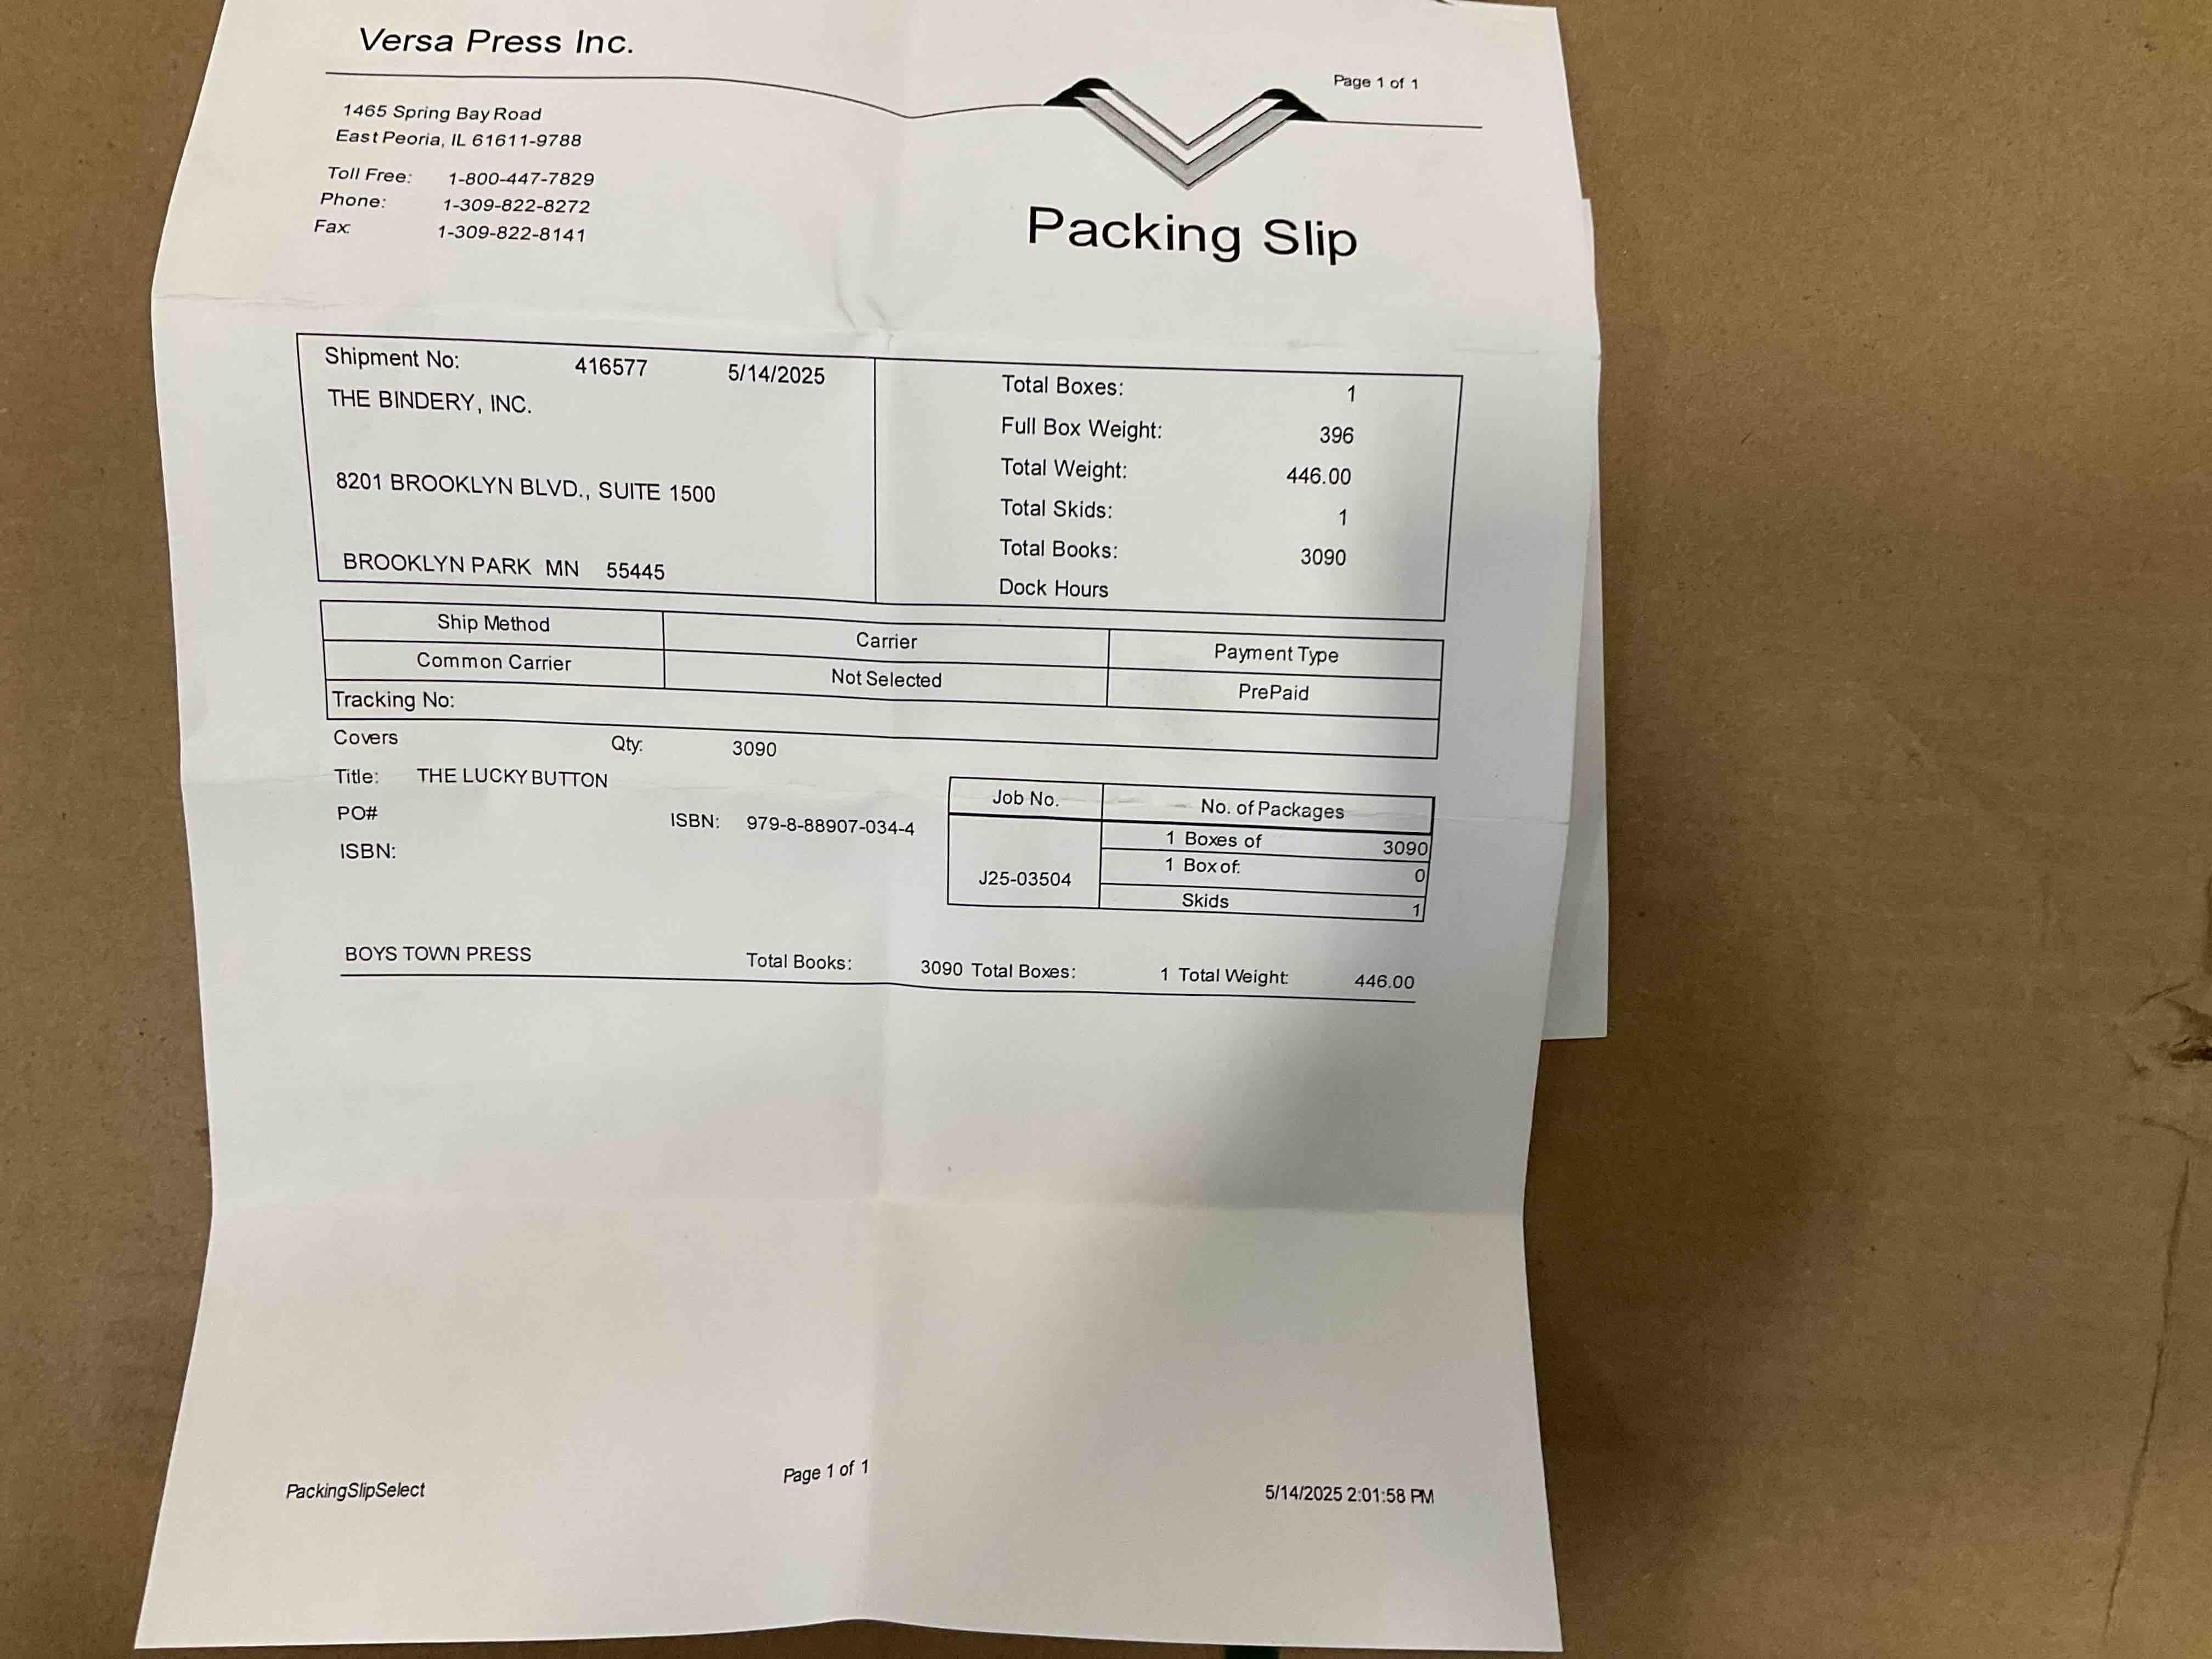 Versa Press Inc.
Page 1 of 1
1465 Spring Bay Road
East Peoria, IL 61611-9788
Toll Free: 1-800-447-7829
Phone: 1-309-822-8272
Fax: 1-309-822-8141
Packing Slip
Shipment No: 416577 5/14/2025
THE BINDERY, INC.
8201 BROOKLYN BLVD., SUITE 1500
BROOKLYN PARK MN 55445
Total Boxes: 1
Full Box Weight: 396
Total Weight: 446.00
Total Skids: 1
Total Books: 3090
Dock Hours
Ship Method Carrier Payment Type
Common Carrier Not Selected PrePaid
Tracking No:
Covers Qty: 3090
Title: THE LUCKY BUTTON
PO# ISBN: 979-8-88907-034-4
ISBN:
Job No. No. of Packages
1 Boxes of 3090
1 Box of: 0
J25-03504
Skids 1
BOYS TOWN PRESS Total Books: 3090 Total Boxes: 1 Total Weight: 446.00
PackingSlipSelect Page 1 of 1 5/14/2025 2:01:58 PM